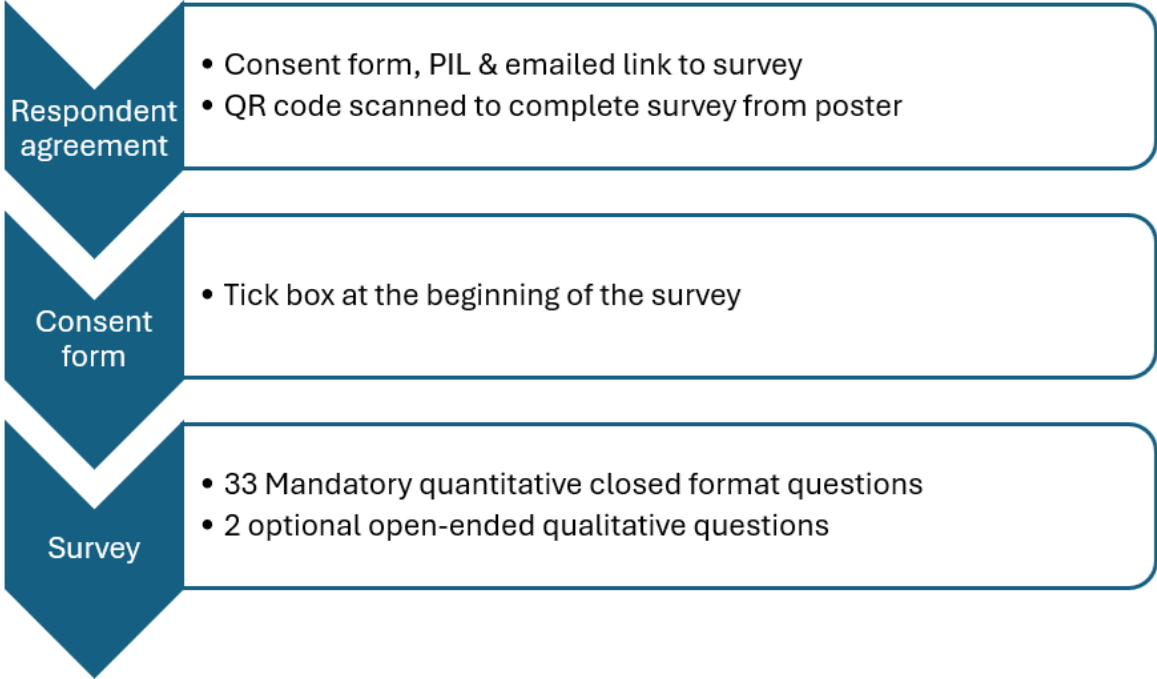 Respondent
agreement
• Consent form, PIL & emailed link to survey
• QR code scanned to complete survey from poster
Consent
form
• Tick box at the beginning of the survey
Survey
• 33 Mandatory quantitative closed format questions
• 2 optional open-ended qualitative questions